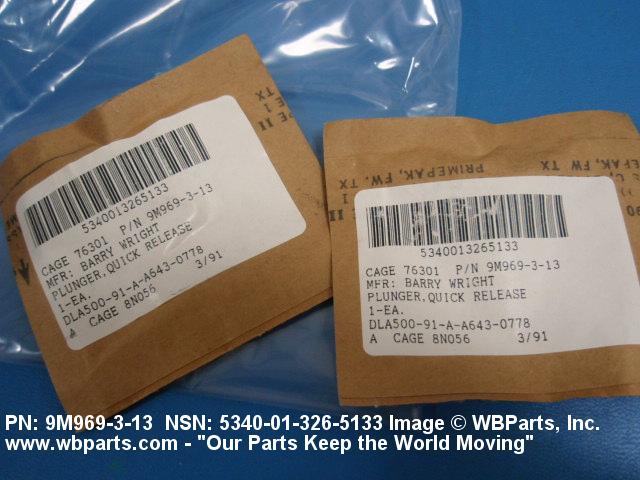 PE II
E I
TX
5340013265133
CAGE 76301 P/N 9M969-3-13
MFR: BARRY WRIGHT
PLUNGER,QUICK RELEASE
1-EA.
DLA500-91-A-A643-0778
A CAGE 8N056 3/91
PRIMEPAK, FW, TX
5340013265133
CAGE 76301 P/N 9M969-3-13
MFR: BARRY WRIGHT
PLUNGER,QUICK RELEASE
1-EA.
DLA500-91-A-A643-0778
A CAGE 8N056 3/91
PN: 9M969-3-13 NSN: 5340-01-326-5133 Image © WBParts, Inc.
www.wbparts.com - "Our Parts Keep the World Moving"